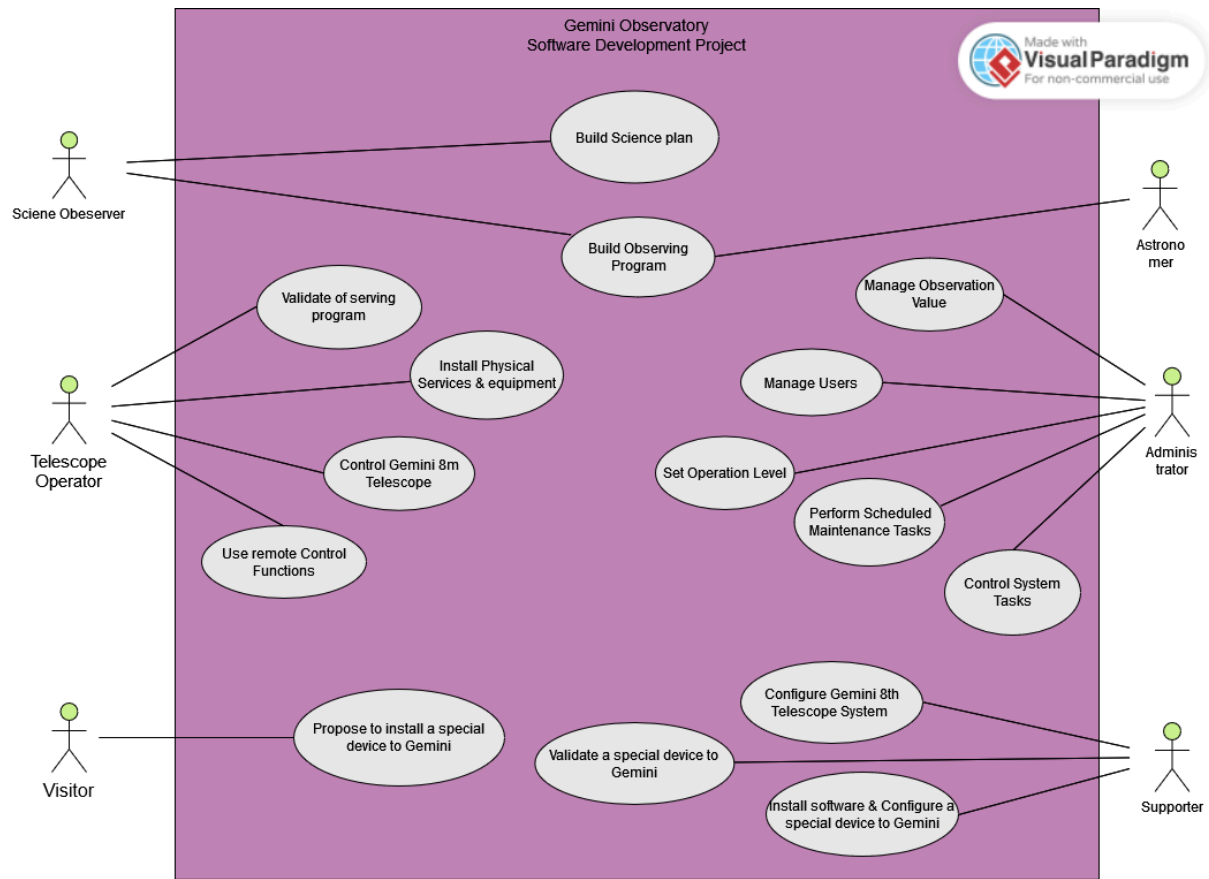 Gemini Observatory
Software Development Project
Made with
Visual Paradigm
For non-commercial use
Build Science plan
Sciene Obeserver
Build Observing
Program
Astrono
mer
Validate of serving
program
Manage Observation
Value
Install Physical
Services & equipment
Manage Users
Telescope
Operator
Control Gemini 8m
Telescope
Set Operation Level
Adminis
trator
Perform Scheduled
Maintenance Tasks
Use remote Control
Functions
Control System
Tasks
Configure Gemini 8th
Telescope System
Propose to install a special
device to Gemini
Validate a special device to
Gemini
Visitor
Install software & Configure a
special device to Gemini
Supporter